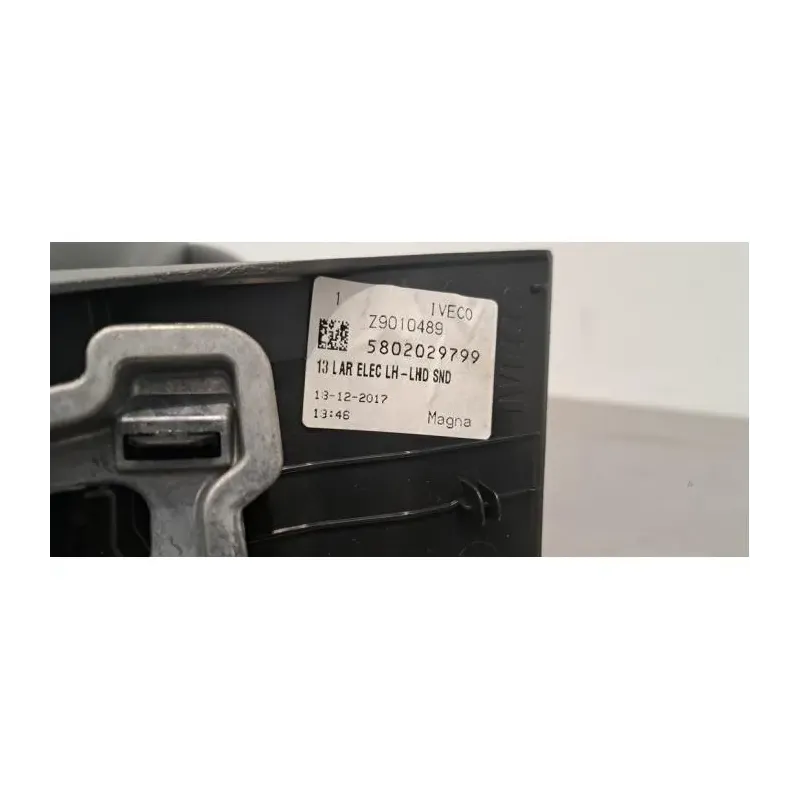 1 IVECO
Z9010489
5802029799
13 LAR ELEC LH-LHD SND
13-12-2017
13:46 Magna